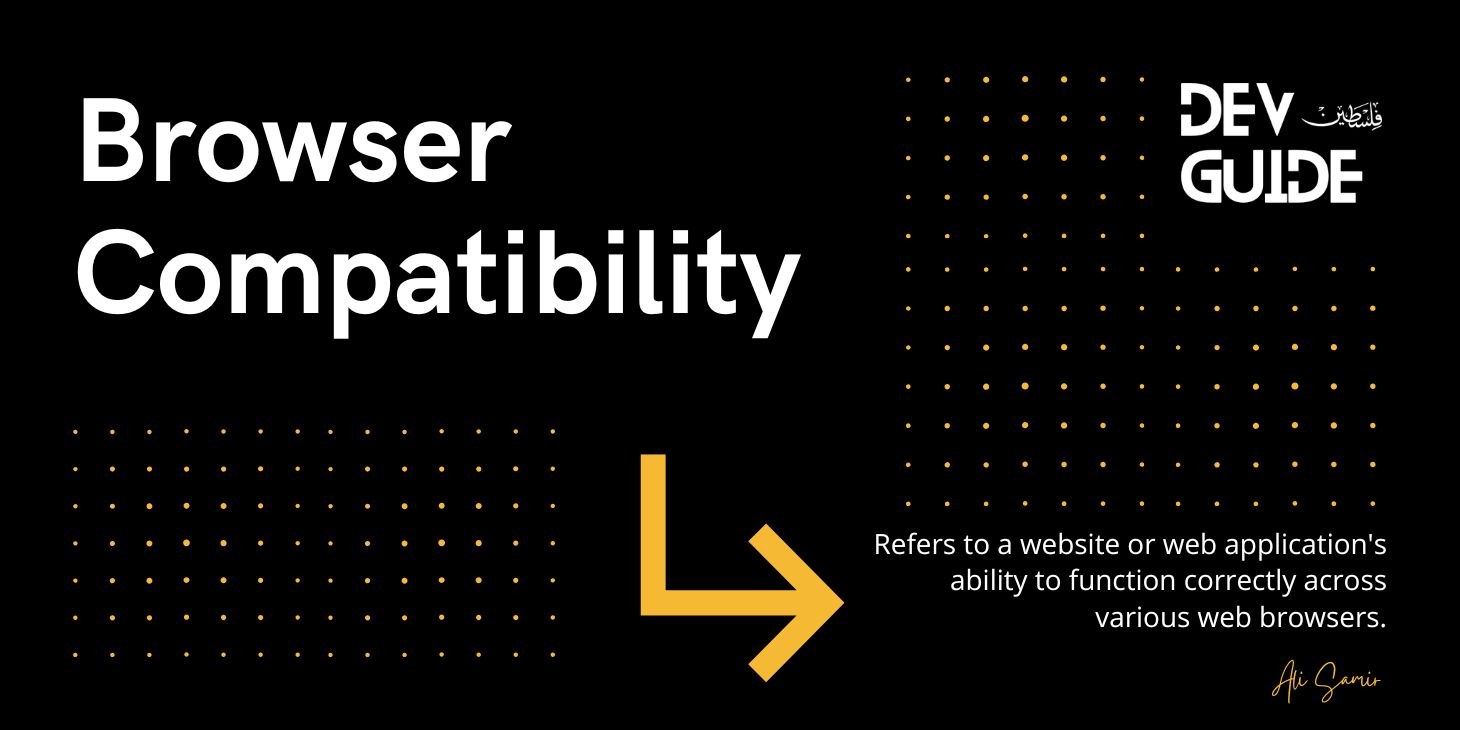 Browser
Compatibility
DEV فلسطين
GUIDE
Refers to a website or web application's
ability to function correctly across
various web browsers.
Ali Samir